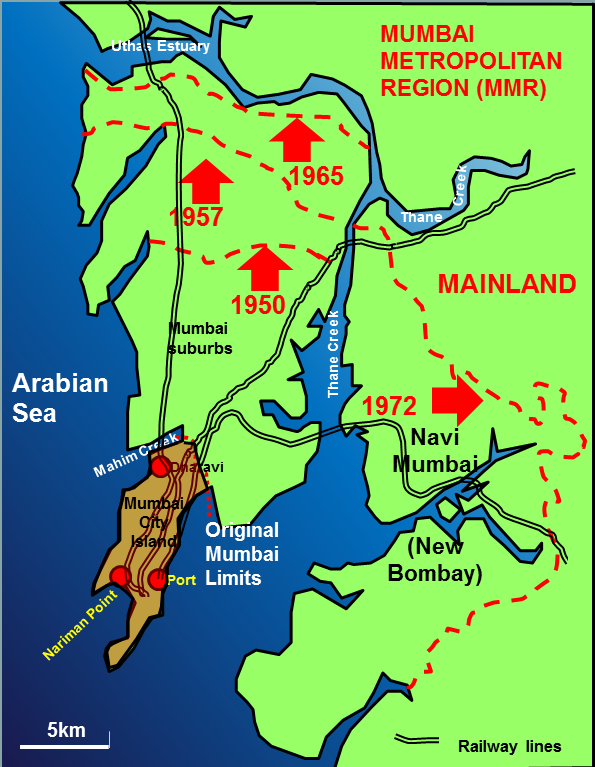 Uthas Estuary
MUMBAI
METROPOLITAN
REGION (MMR)
1965
1957
Thane
Creek
1950
MAINLAND
Mumbai
suburbs
Thane Creek
Arabian
Sea
1972
Navi
Mumbai
Mahim Creek
Dharavi
Mumbai
City
Island
Original
Mumbai
Limits
(New
Bombay)
Port
Nariman Point
5km
Railway lines